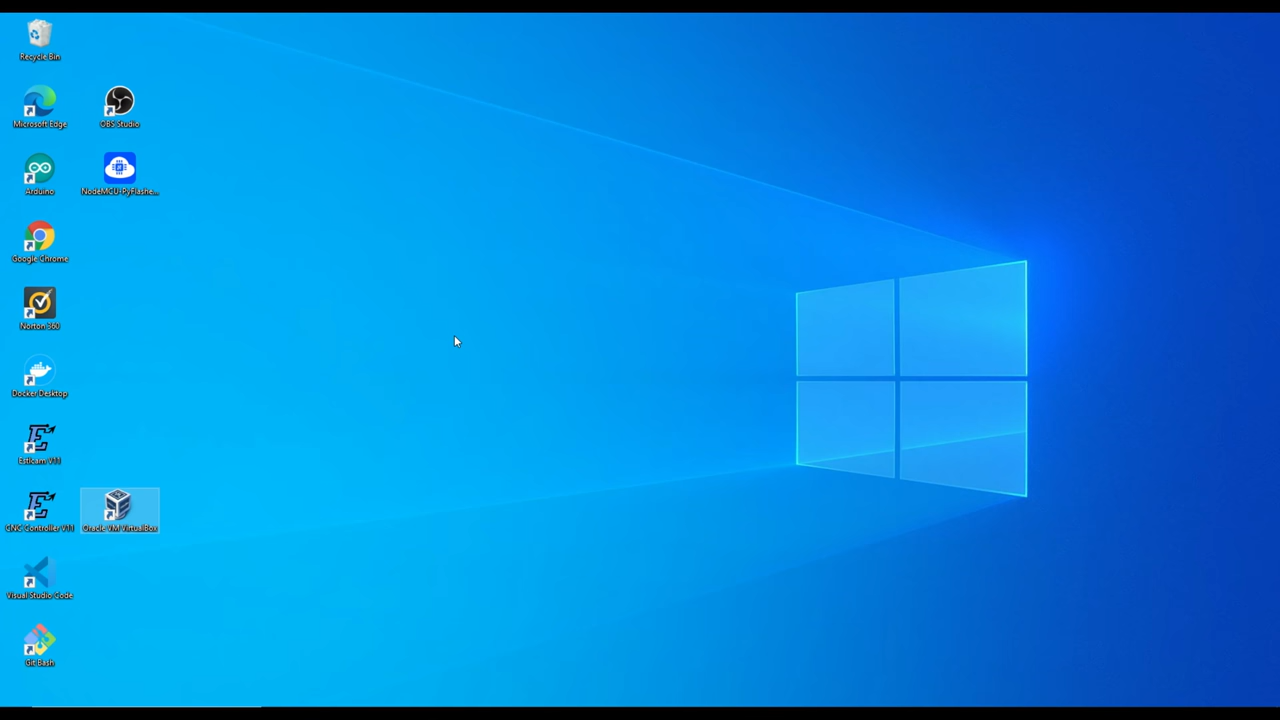 Recycle Bin
Microsoft Edge
OBS Studio
Arduino
NodeMCU-PyFlashe...
Google Chrome
Norton 360
Docker Desktop
Estlcam V11
CNC Controller V11
Oracle VM VirtualBox
Visual Studio Code
Git Bash